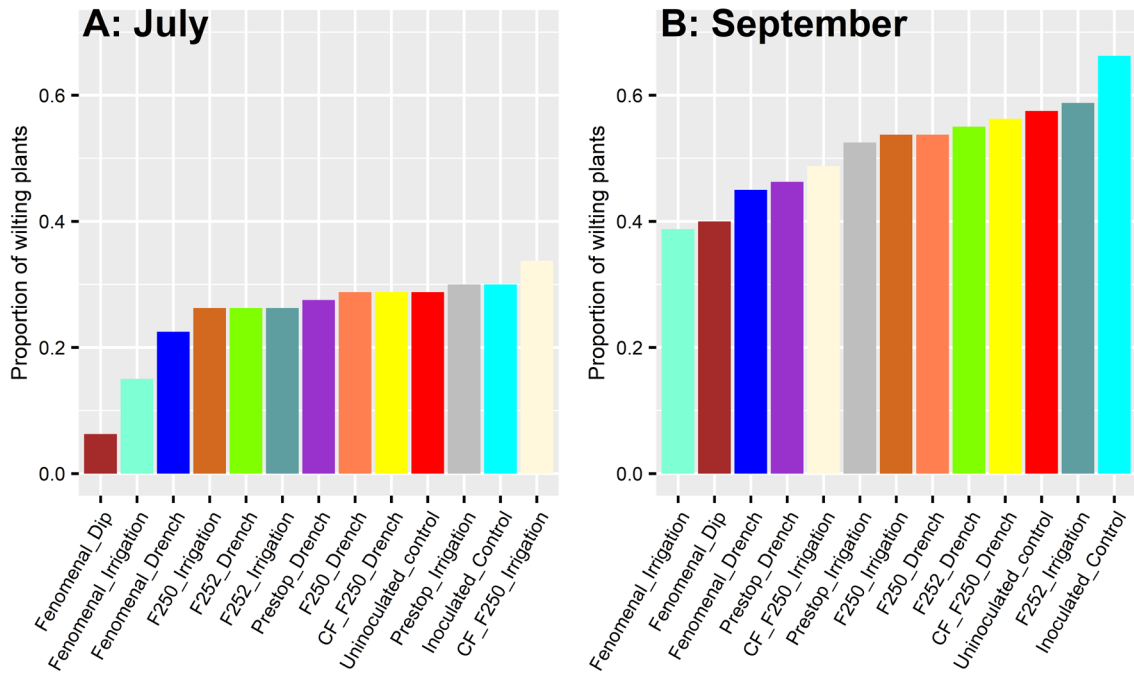 A: July
Proportion of wilting plants
0.6
0.4
0.2
0.0
Fenomenal_Dip
Fenomenal_Irrigation
Fenomenal_Drench
F250_Irrigation
F252_Drench
F252_Irrigation
Prestop_Drench
F250_Drench
CF_F250_Drench
Uninoculated_control
Prestop_Irrigation
Inoculated_Control
CF_F250_Irrigation
B: September
Proportion of wilting plants
0.6
0.4
0.2
0.0
Fenomenal_Irrigation
Fenomenal_Dip
Fenomenal_Drench
Prestop_Drench
CF_F250_Irrigation
Prestop_Irrigation
F250_Irrigation
F250_Drench
F252_Drench
CF_F250_Drench
Uninoculated_control
F252_Irrigation
Inoculated_Control